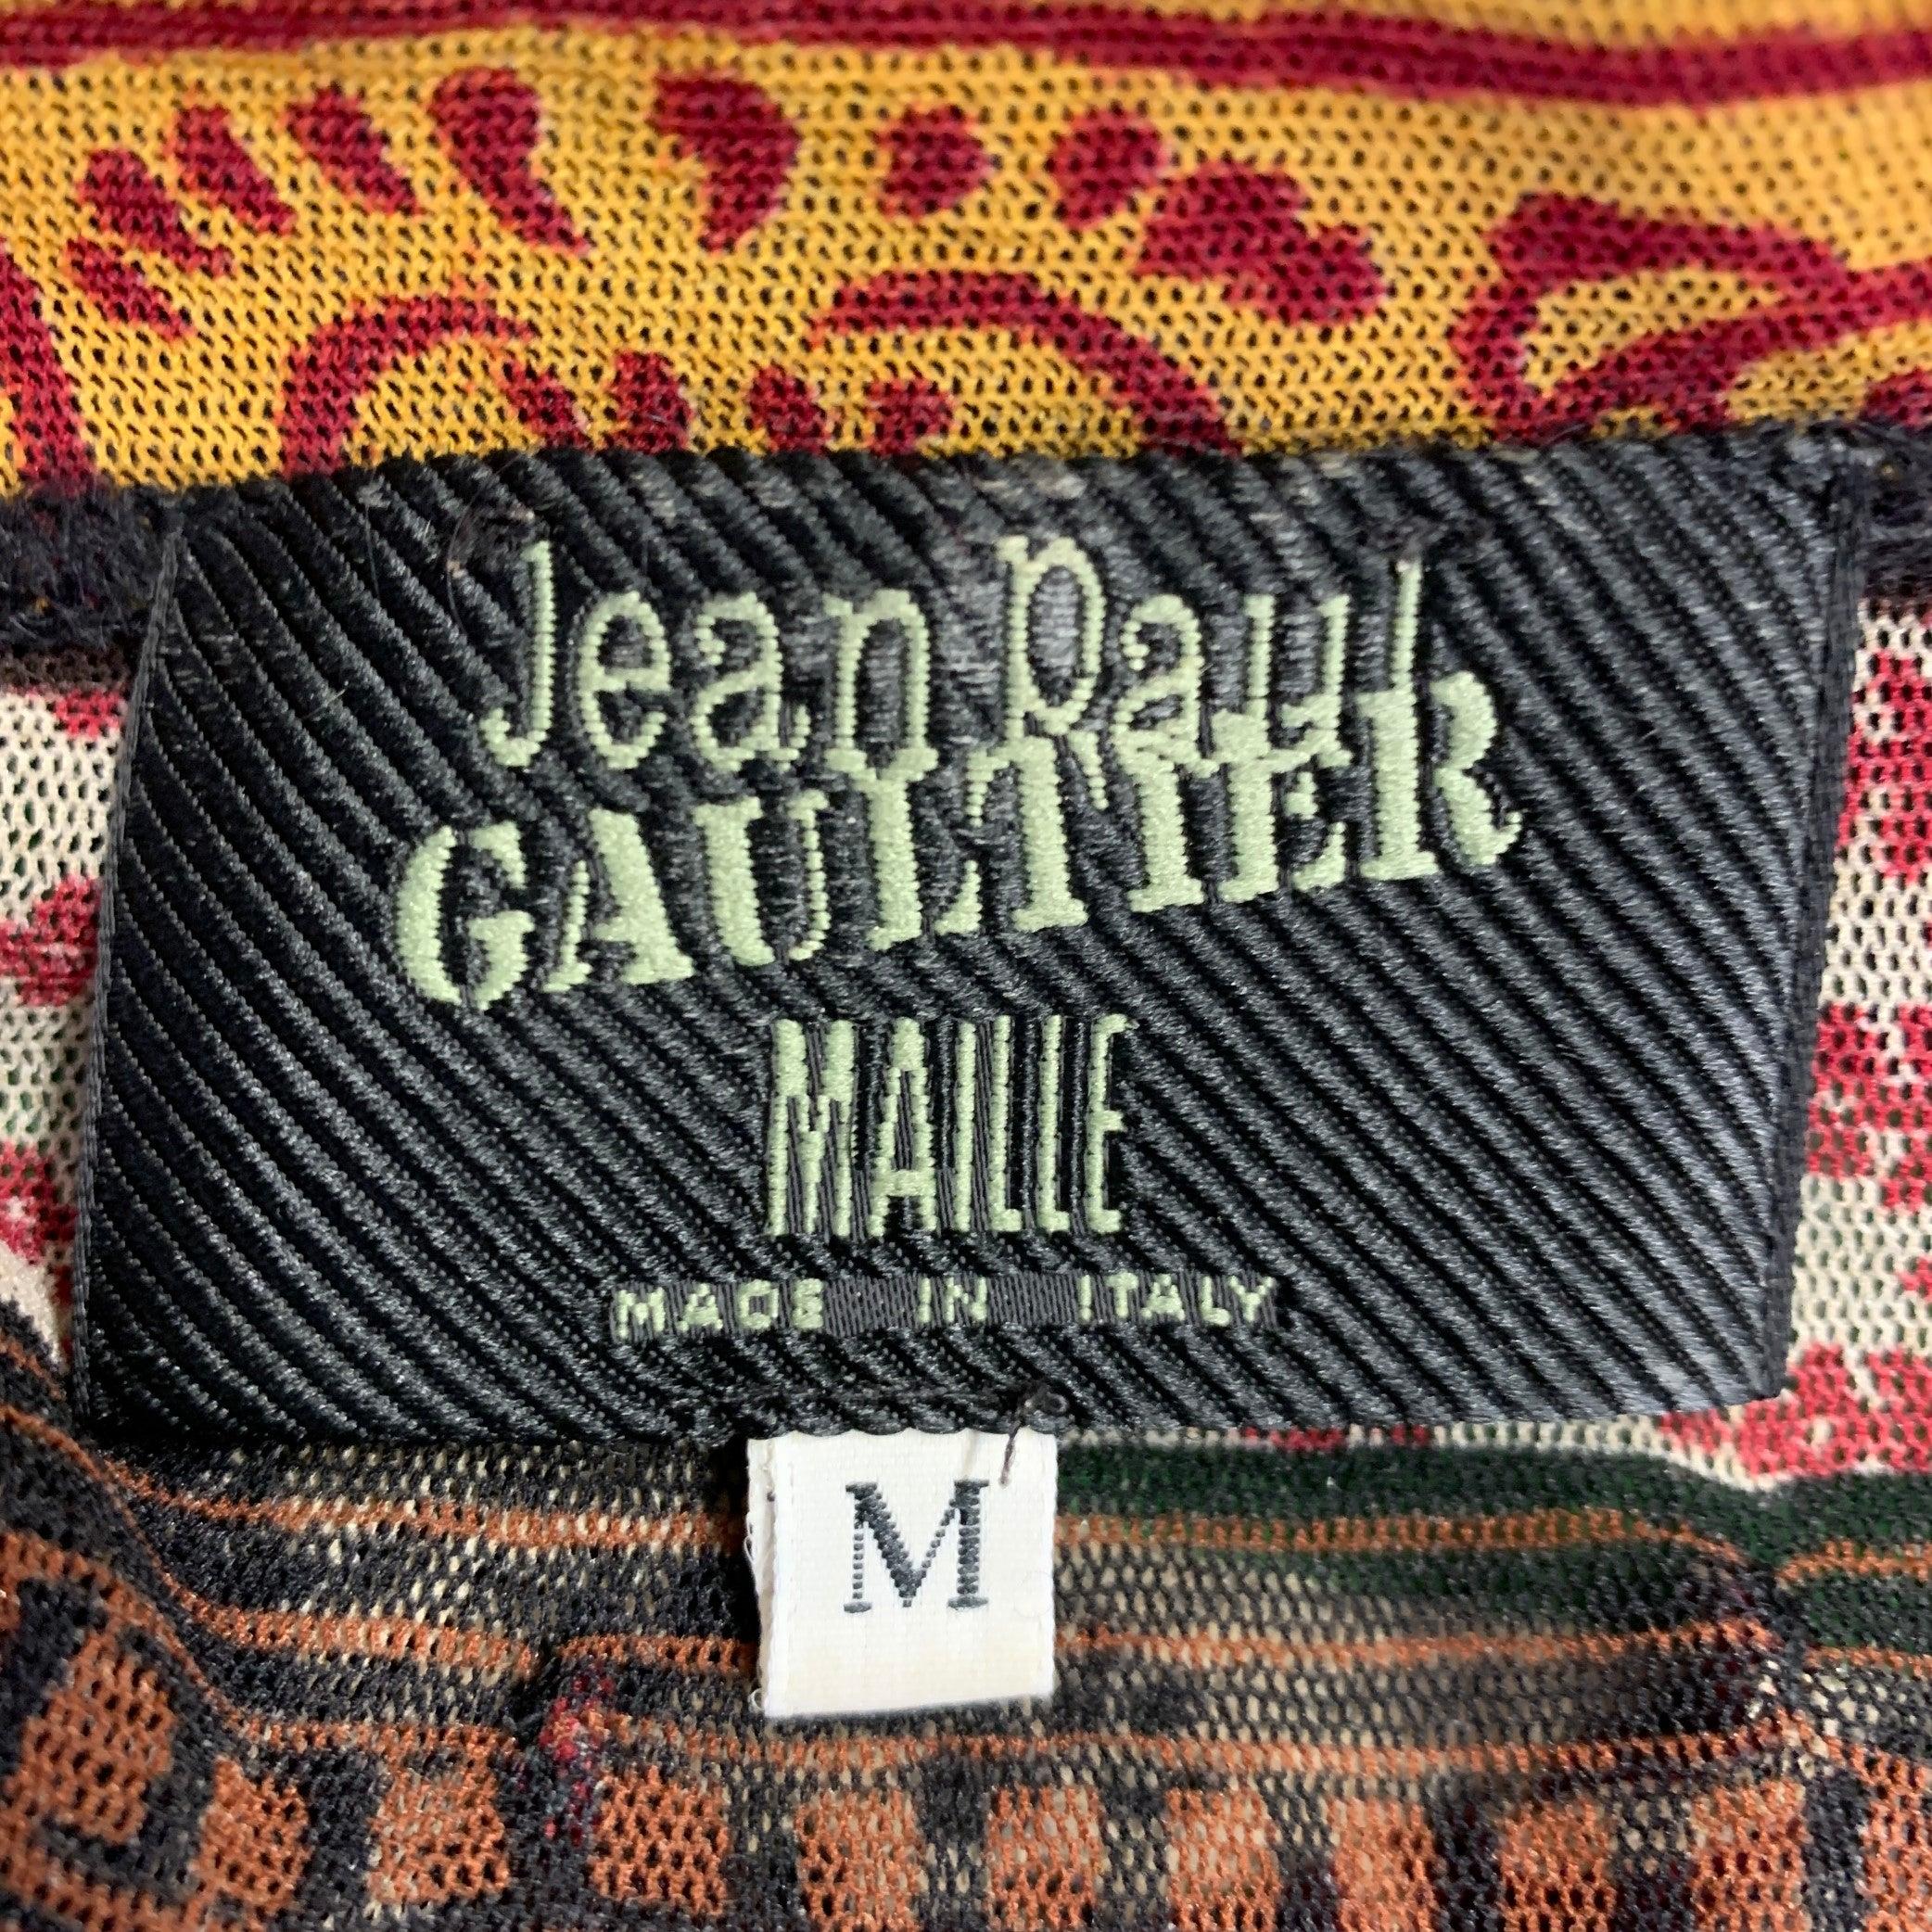 Jean Paul
GAULTIER
MAILLE
MADE IN ITALY
M